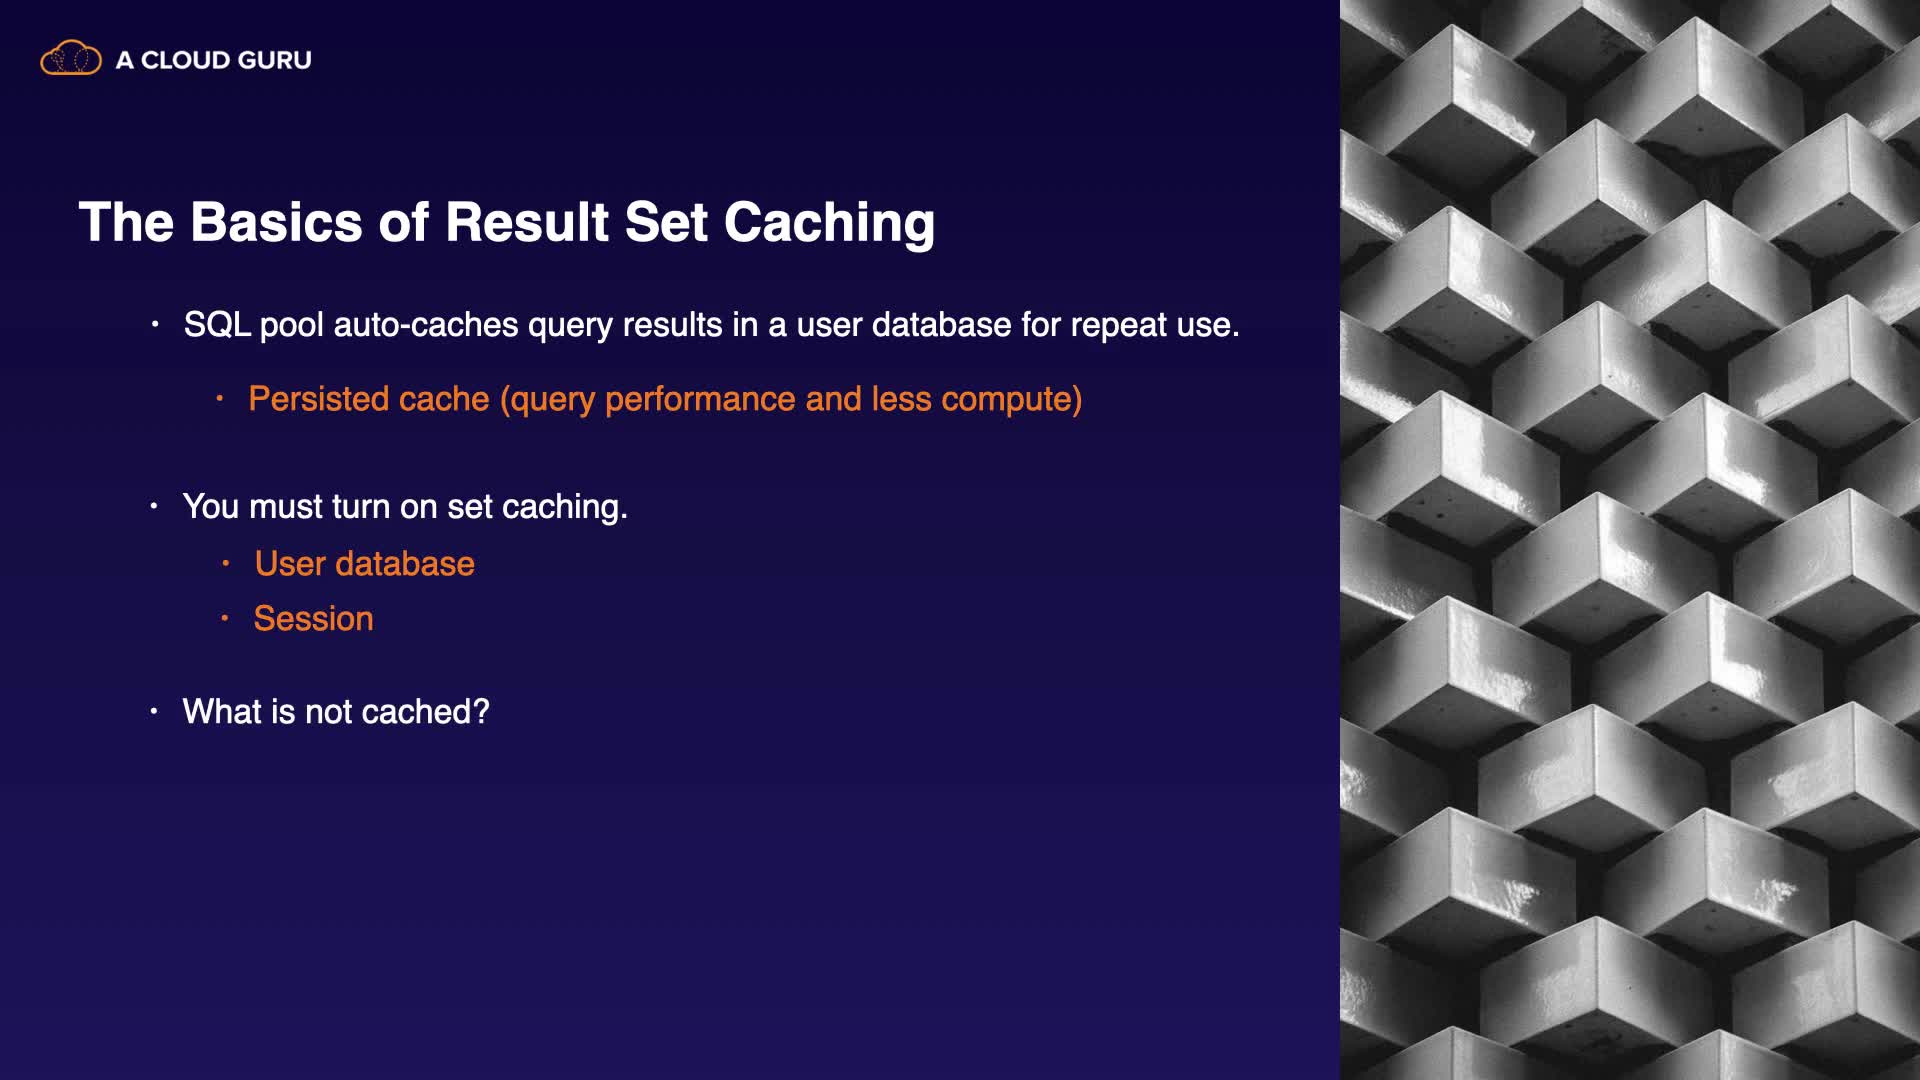 A CLOUD GURU
The Basics of Result Set Caching
• SQL pool auto-caches query results in a user database for repeat use.
• Persisted cache (query performance and less compute)
• You must turn on set caching.
• User database
• Session
• What is not cached?